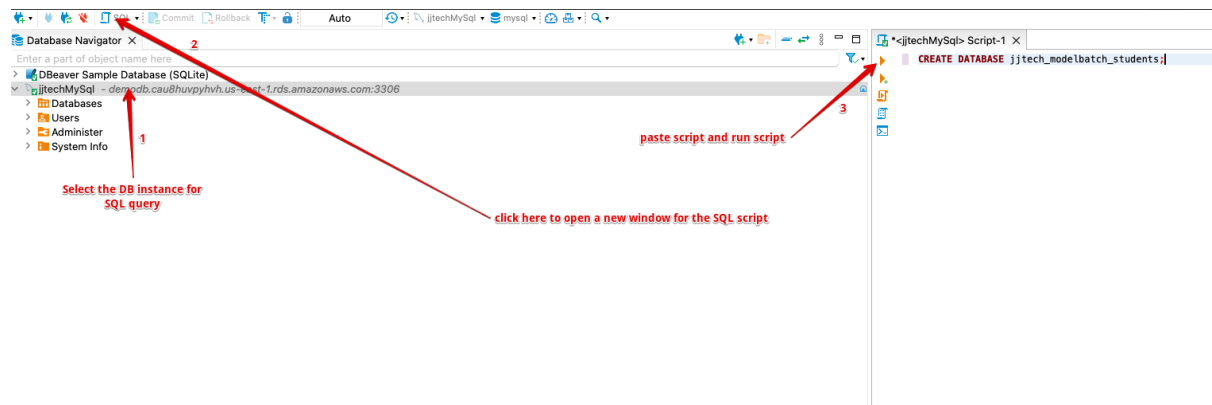 SQL Commit Rollback Auto jjtechMySql mysql
Database Navigator
2
Enter a part of object name here
DBeaver Sample Database (SQLite)
jjtechMySql - demodb.cau8huvpyhvh.us-east-1.rds.amazonaws.com:3306
Databases
Users
Administer
System Info
1
Select the DB instance for
SQL query
click here to open a new window for the SQL script
paste script and run script
3
*<jjtechMySql> Script-1
CREATE DATABASE jjtech_modelbatch_students;